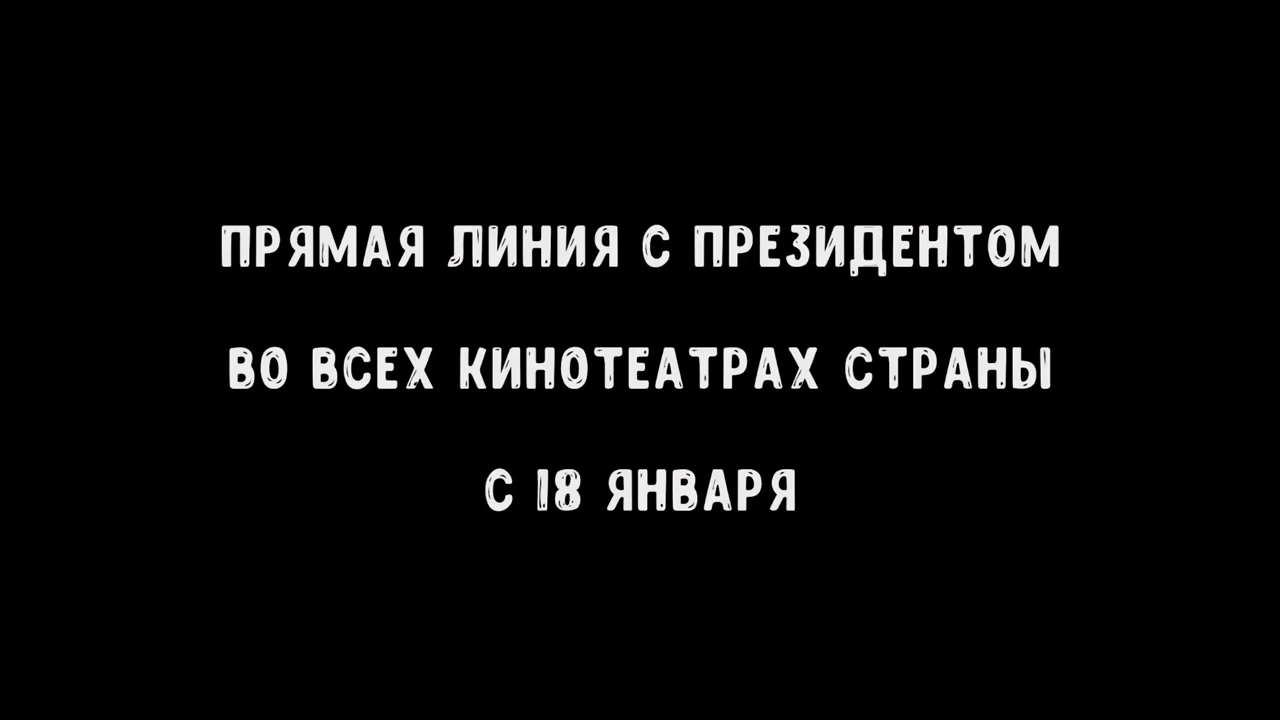 ПРЯМАЯ ЛИНИЯ С ПРЕЗИДЕНТОМ
ВО ВСЕХ КИНОТЕАТРАХ СТРАНЫ
С 18 ЯНВАРЯ